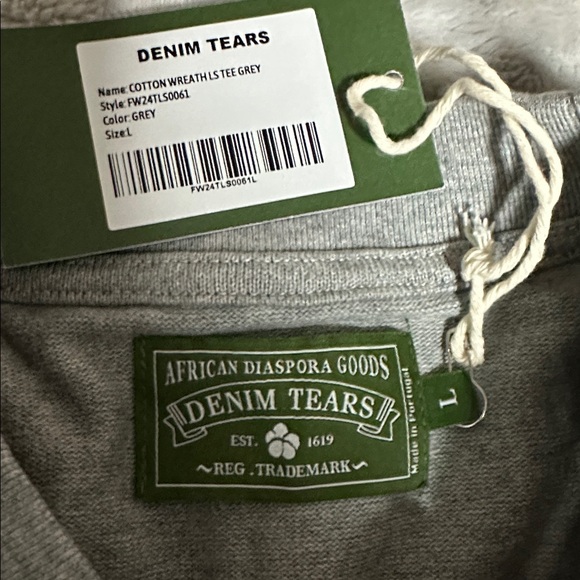 DENIM TEARS
Name: COTTON WREATH LS TEE GREY
Style: FW24TLS0061
Color: GREY
Size:L
FW24TLS0061L
AFRICAN DIASPORA GOODS
DENIM TEARS
EST. 1619
~REG. TRADEMARK~
Made in Portugal
L